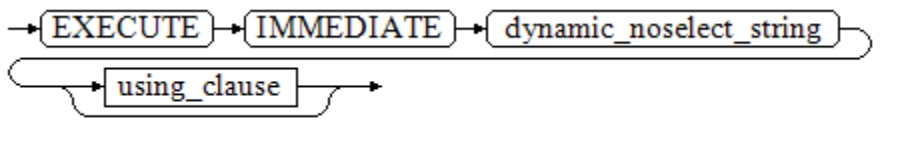 EXECUTE IMMEDIATE dynamic_noselect_string
using_clause